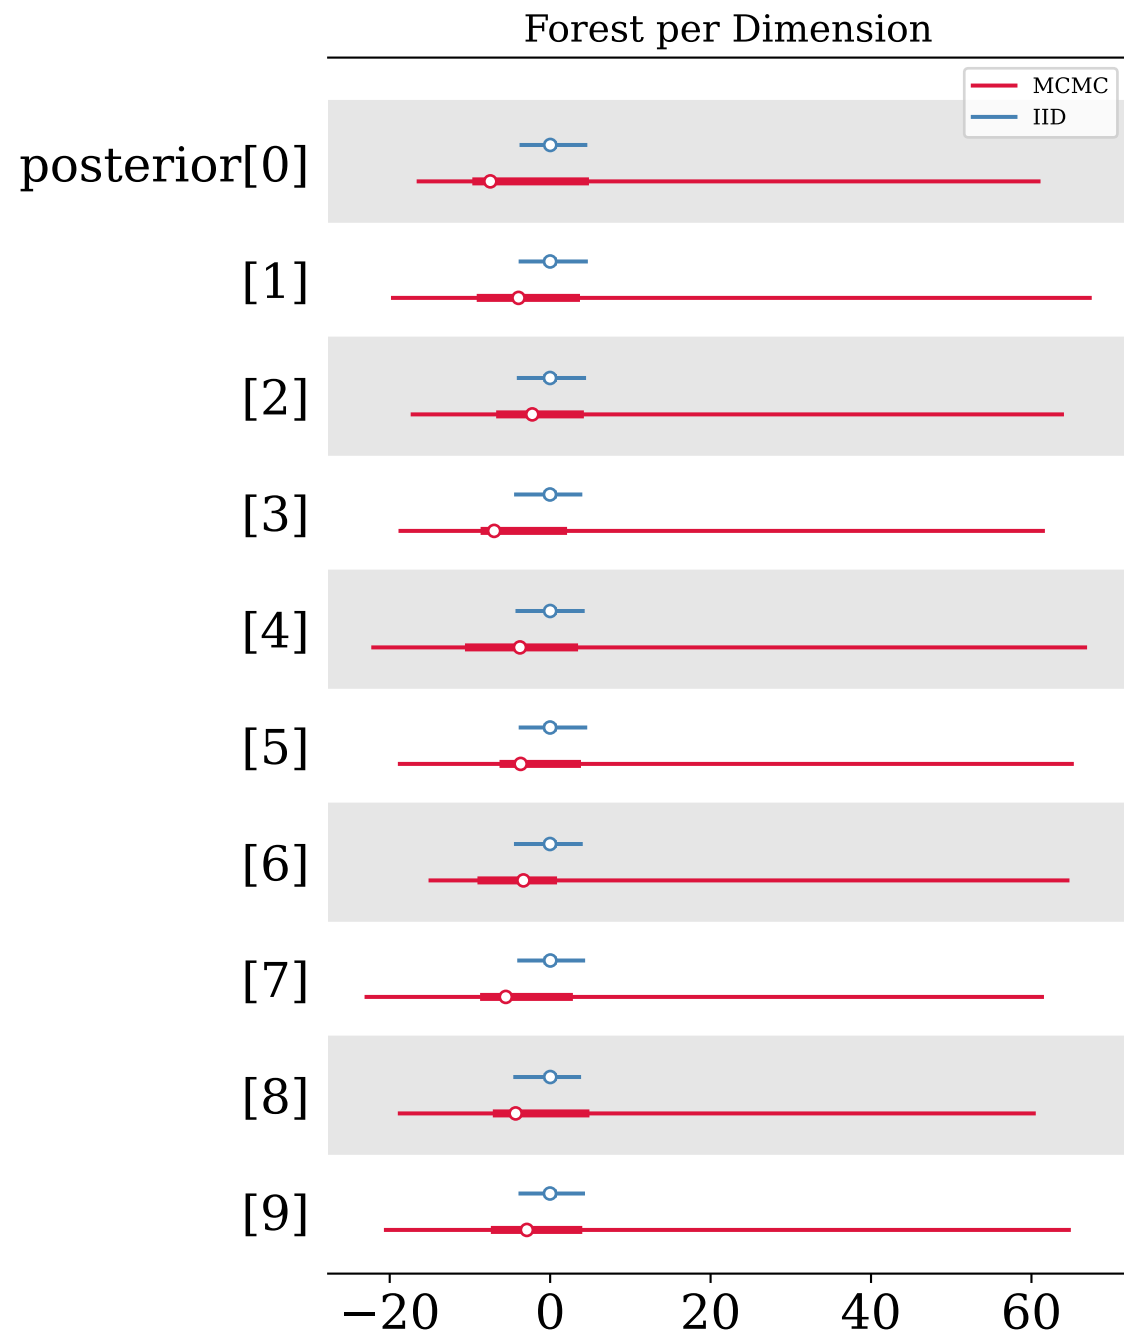 Forest per Dimension
MCMC
IID
posterior[0]
[1]
[2]
[3]
[4]
[5]
[6]
[7]
[8]
[9]
−20 0 20 40 60